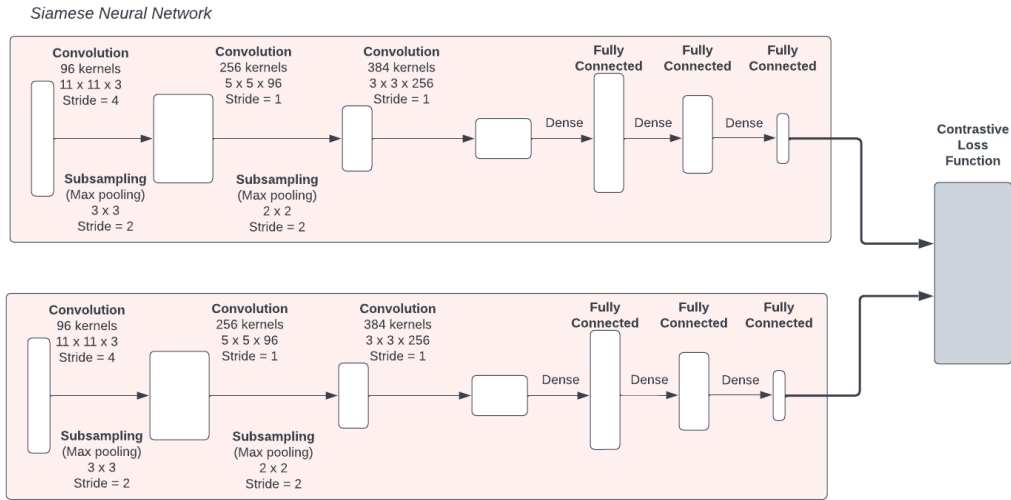 Siamese Neural Network
Convolution
96 kernels
11 x 11 x 3
Stride = 4
Convolution
256 kernels
5 x 5 x 96
Stride = 1
Convolution
384 kernels
3 x 3 x 256
Stride = 1
Fully
Connected
Fully
Connected
Fully
Connected
Dense
Dense
Dense
Subsampling
(Max pooling)
3 x 3
Stride = 2
Subsampling
(Max pooling)
2 x 2
Stride = 2
Contrastive
Loss
Function
Convolution
96 kernels
11 x 11 x 3
Stride = 4
Convolution
256 kernels
5 x 5 x 96
Stride = 1
Convolution
384 kernels
3 x 3 x 256
Stride = 1
Fully
Connected
Fully
Connected
Fully
Connected
Dense
Dense
Dense
Subsampling
(Max pooling)
3 x 3
Stride = 2
Subsampling
(Max pooling)
2 x 2
Stride = 2